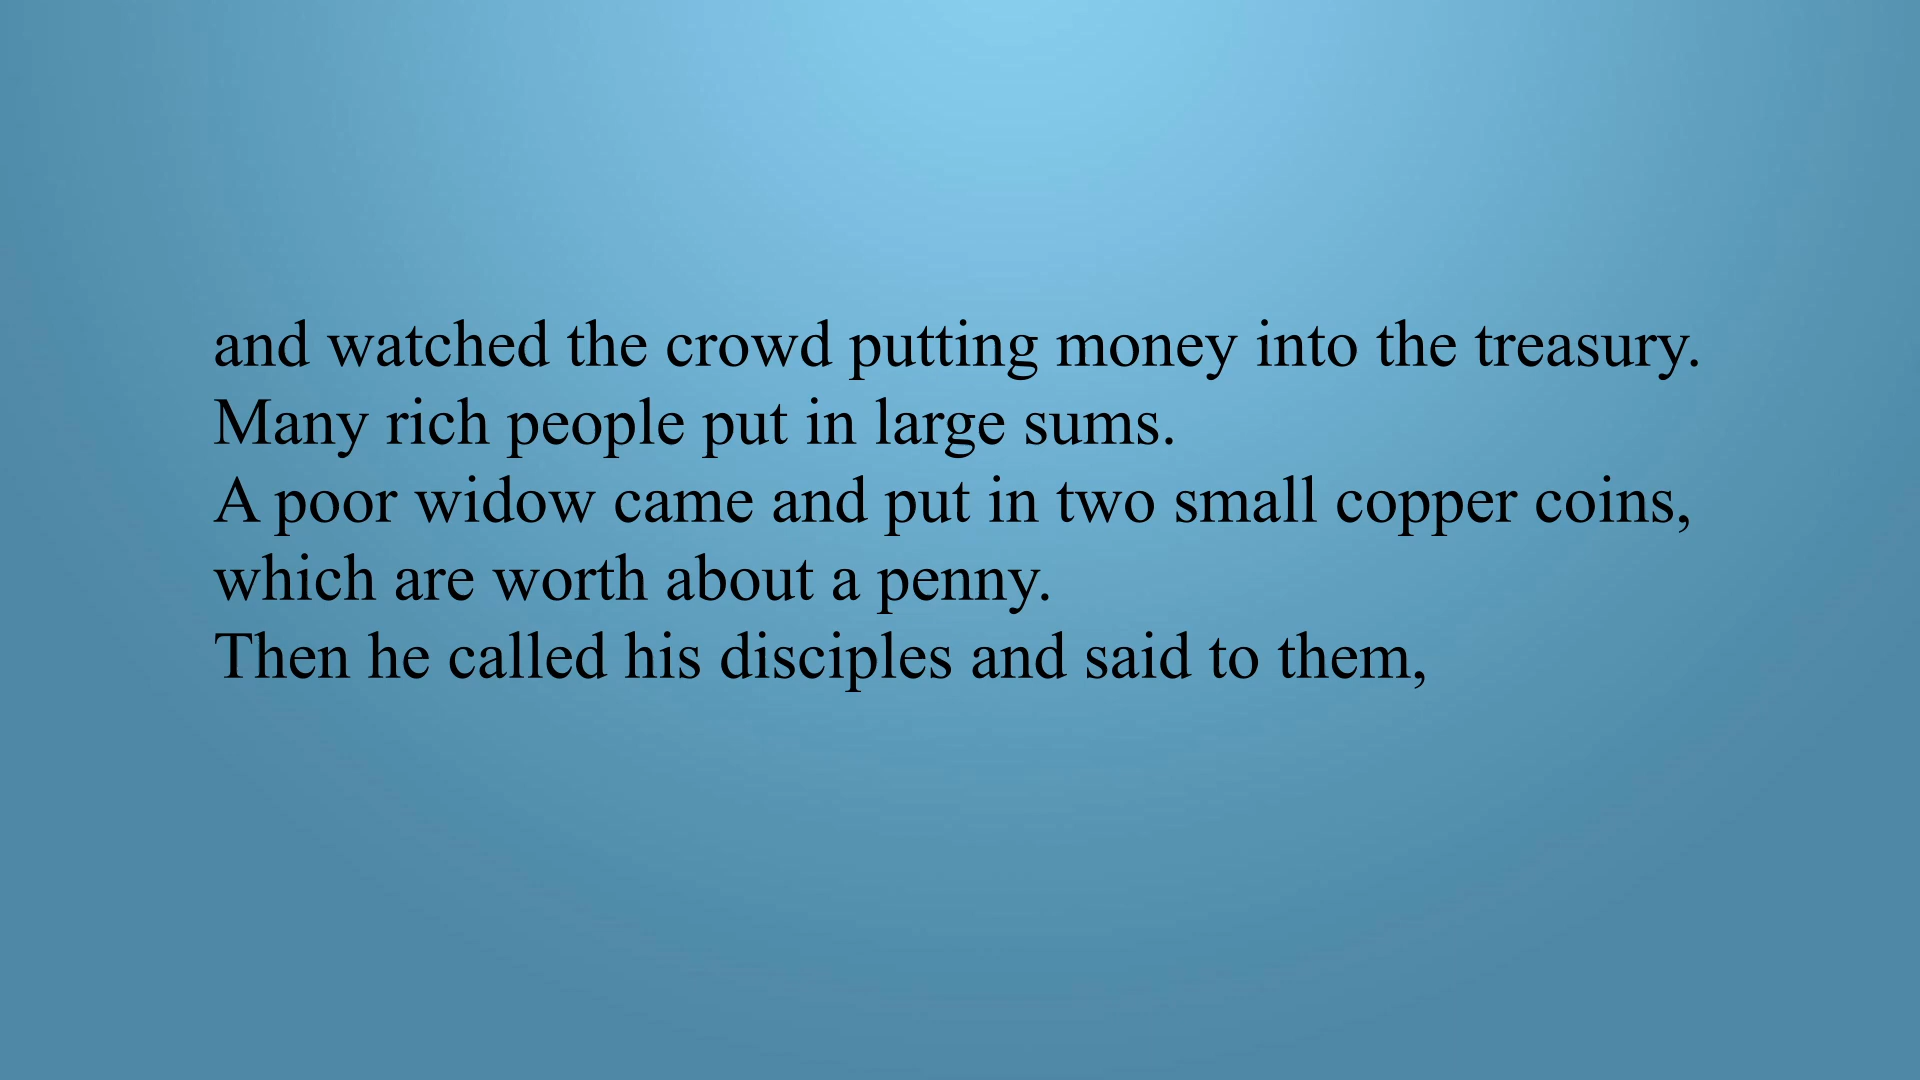 and watched the crowd putting money into the treasury.
Many rich people put in large sums.
A poor widow came and put in two small copper coins,
which are worth about a penny.
Then he called his disciples and said to them,